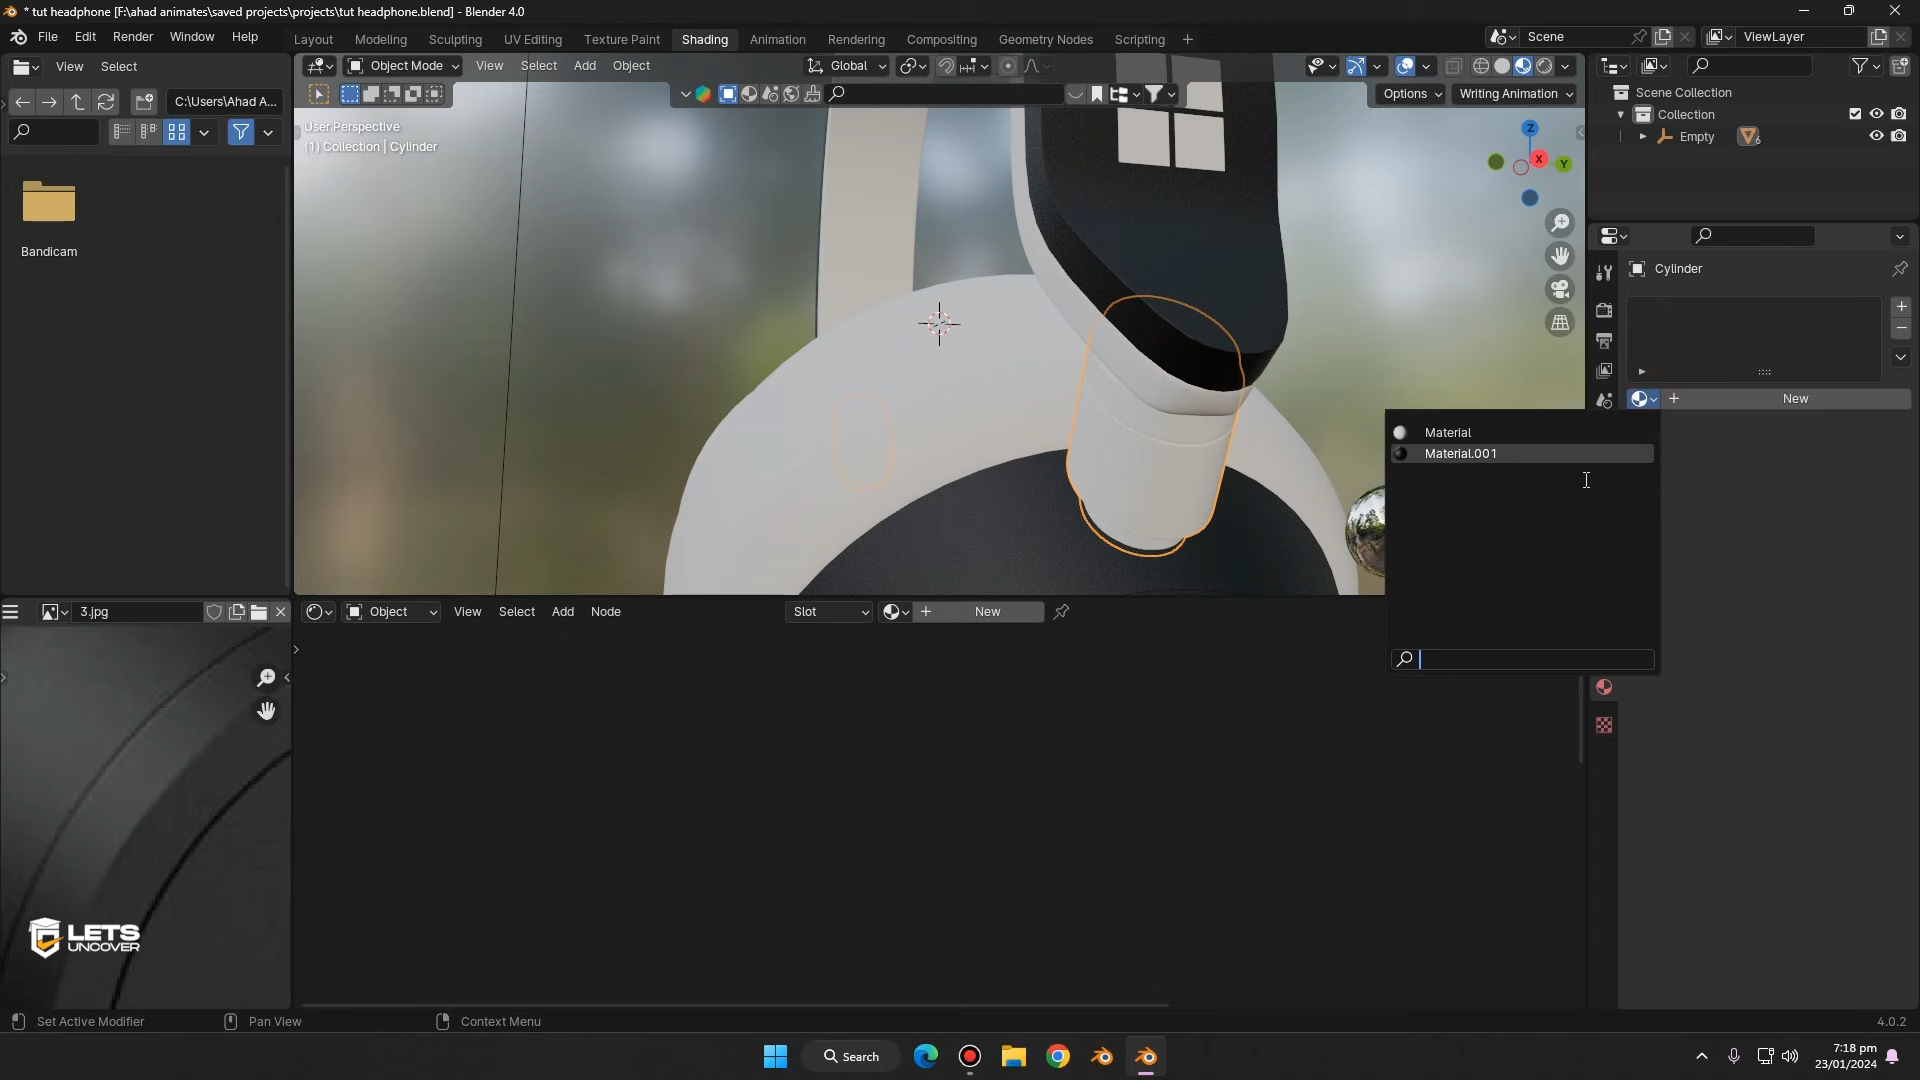 * tut headphone [F:\ahad animates\saved projects\projects\tut headphone.blend] - Blender 4.0
File Edit Render Window Help
Layout Modeling Sculpting UV Editing Texture Paint Shading Animation Rendering Compositing Geometry Nodes Scripting +
Scene
ViewLayer
View Select
Object Mode View Select Add Object
Global
C:\Users\Ahad A...
Options Writing Animation
User Perspective
(1) Collection | Cylinder
Z
X
Y
Scene Collection
Collection
Empty 6
Bandicam
Cylinder
New
Material
Material.001
3.jpg
Object View Select Add Node
Slot
New
LETS
UNCOVER
Set Active Modifier
Pan View
Context Menu
4.0.2
Search
7:18 pm
23/01/2024